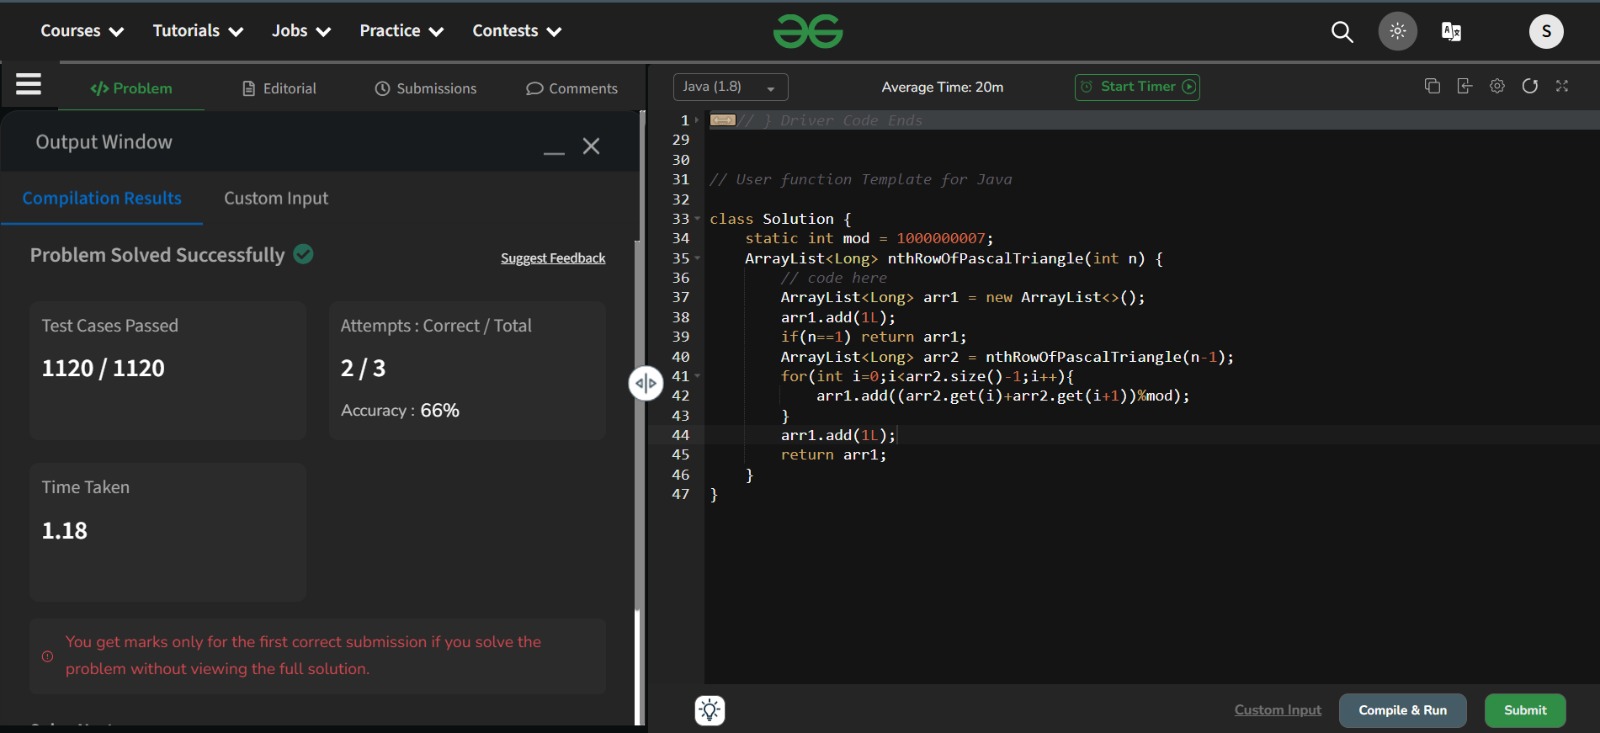 Courses Tutorials Jobs Practice Contests S
Problem Editorial Submissions Comments
Java (1.8) Average Time: 20m Start Timer
Output Window
Compilation Results Custom Input
Problem Solved Successfully Suggest Feedback
Test Cases Passed
1120 / 1120
Attempts : Correct / Total
2 / 3
Accuracy : 66%
Time Taken
1.18
You get marks only for the first correct submission if you solve the
problem without viewing the full solution.
1 // } Driver Code Ends
29
30
31 // User function Template for Java
32
33 class Solution {
34 static int mod = 1000000007;
35 ArrayList<Long> nthRowOfPascalTriangle(int n) {
36 // code here
37 ArrayList<Long> arr1 = new ArrayList<>();
38 arr1.add(1L);
39 if(n==1) return arr1;
40 ArrayList<Long> arr2 = nthRowOfPascalTriangle(n-1);
41 for(int i=0;i<arr2.size()-1;i++){
42 arr1.add((arr2.get(i)+arr2.get(i+1))%mod);
43 }
44 arr1.add(1L);
45 return arr1;
46 }
47 }
Custom Input Compile & Run Submit